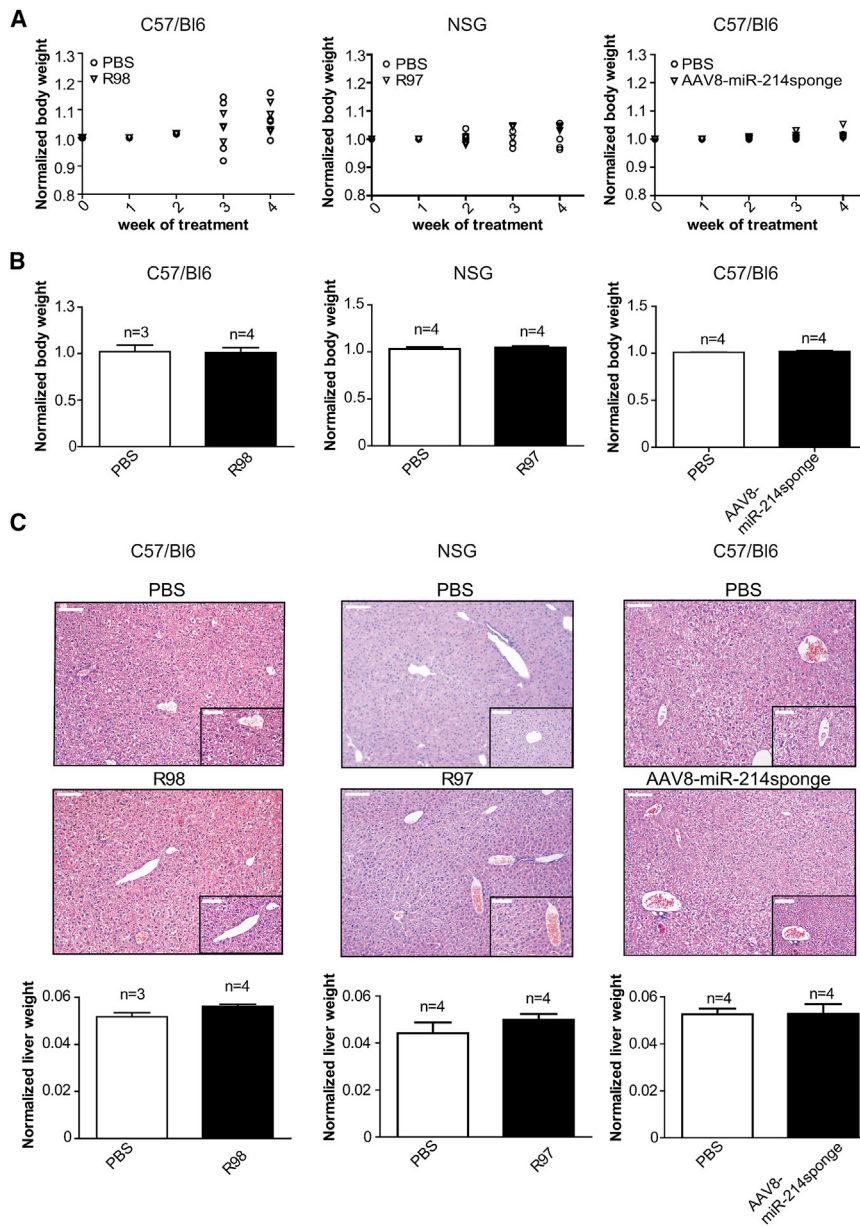 A
C57/Bl6
NSG
C57/Bl6
Normalized body weight
1.3
1.2
1.1
1.0
0.9
0.8
PBS
R98
0
1
2
3
4
week of treatment
Normalized body weight
1.3
1.2
1.1
1.0
0.9
0.8
PBS
R97
0
1
2
3
4
week of treatment
Normalized body weight
1.3
1.2
1.1
1.0
0.9
0.8
PBS
AAV8-miR-214sponge
0
1
2
3
4
week of treatment
B
C57/Bl6
NSG
C57/Bl6
Normalized body weight
1.3
1.0
0.5
0
n=3
n=4
PBS
R98
Normalized body weight
1.5
1.0
0.5
0
n=4
n=4
PBS
R97
Normalized body weight
1.5
1.0
0.5
0
n=4
n=4
PBS
AAV8-
miR-214sponge
C
C57/Bl6
NSG
C57/Bl6
PBS
PBS
PBS
R98
R97
AAV8-miR-214sponge
Normalized liver weight
0.06
0.04
0.02
0
n=3
n=4
PBS
R98
Normalized liver weight
0.06
0.04
0.02
0
n=4
n=4
PBS
R97
Normalized liver weight
0.06
0.04
0.02
0
n=4
n=4
PBS
AAV8-
miR-214sponge